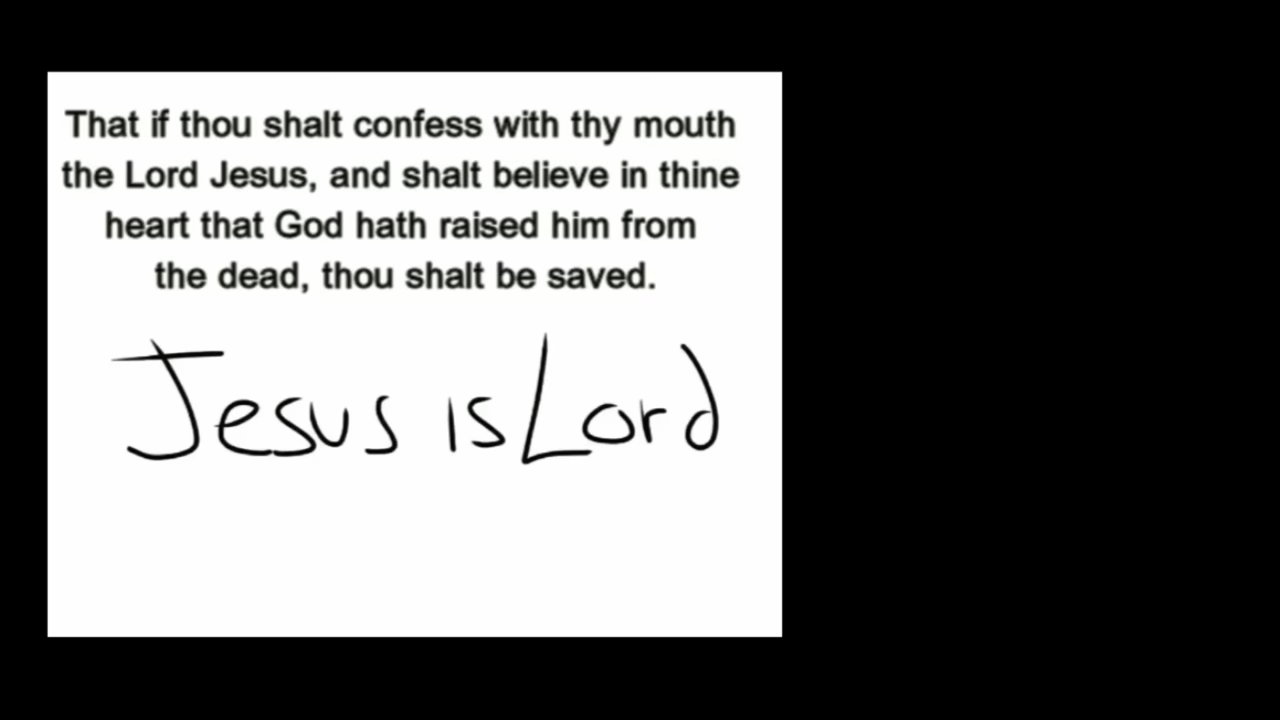 That if thou shalt confess with thy mouth
the Lord Jesus, and shalt believe in thine
heart that God hath raised him from
the dead, thou shalt be saved.
Jesus is Lord